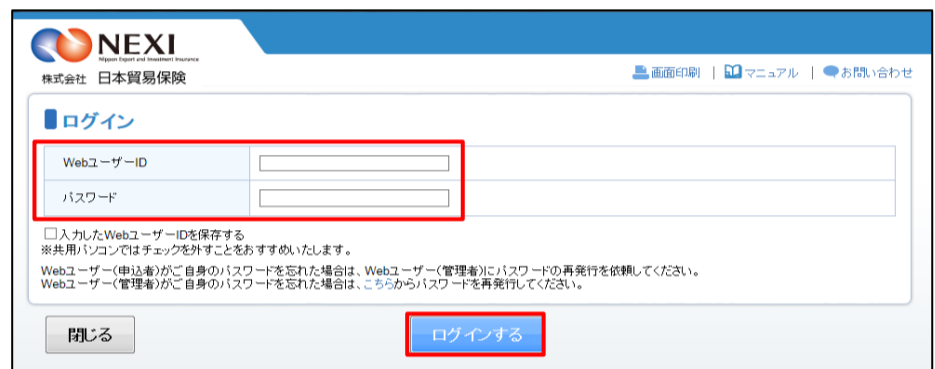 NEXI
Nippon Export and Investment Insurance
株式会社 日本貿易保険
画面印刷 | マニュアル | お問い合わせ
ログイン
WebユーザーID
パスワード
入力したWebユーザーIDを保存する
※共用パソコンではチェックを外すことをおすすめいたします。
Webユーザー(申込者)がご自身のパスワードを忘れた場合は、Webユーザー(管理者)にパスワードの再発行を依頼してください。
Webユーザー(管理者)がご自身のパスワードを忘れた場合は、こちらからパスワードを再発行してください。
閉じる
ログインする